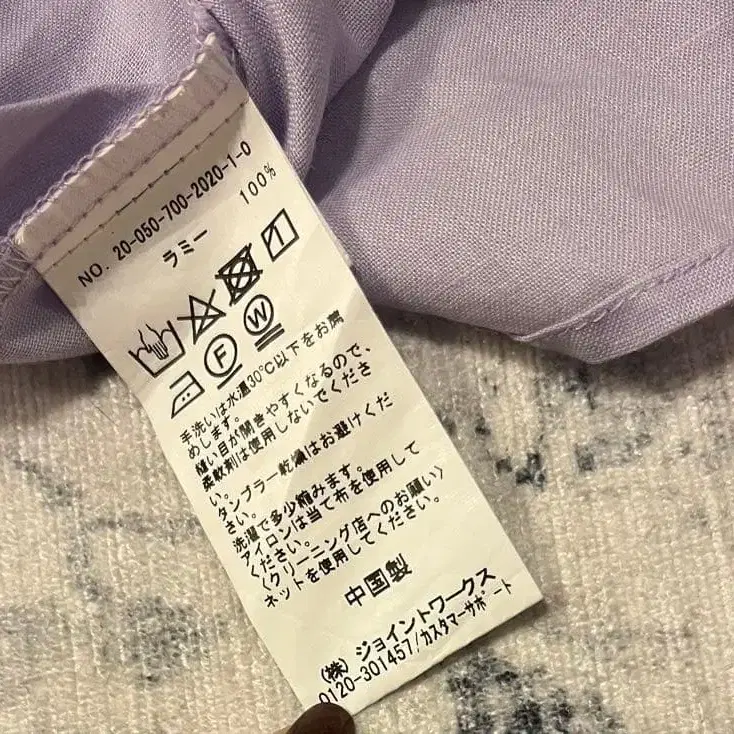 NO. 20-050-700-2020-1-0
ラミー 100%
F W
手洗いは水温30℃以下をお薦
めします。
縫い目が開きやすくなるので、
柔軟剤は使用しないでくださ
い。
タンブラー乾燥はお避けくだ
さい。
洗濯で多少縮みます。
アイロンは当て布を使用して
ください。
〈クリーニング店へのお願い〉
ネットを使用してください。
中国製
(株) ジョイントワークス
0120-301457/カスタマーサポート